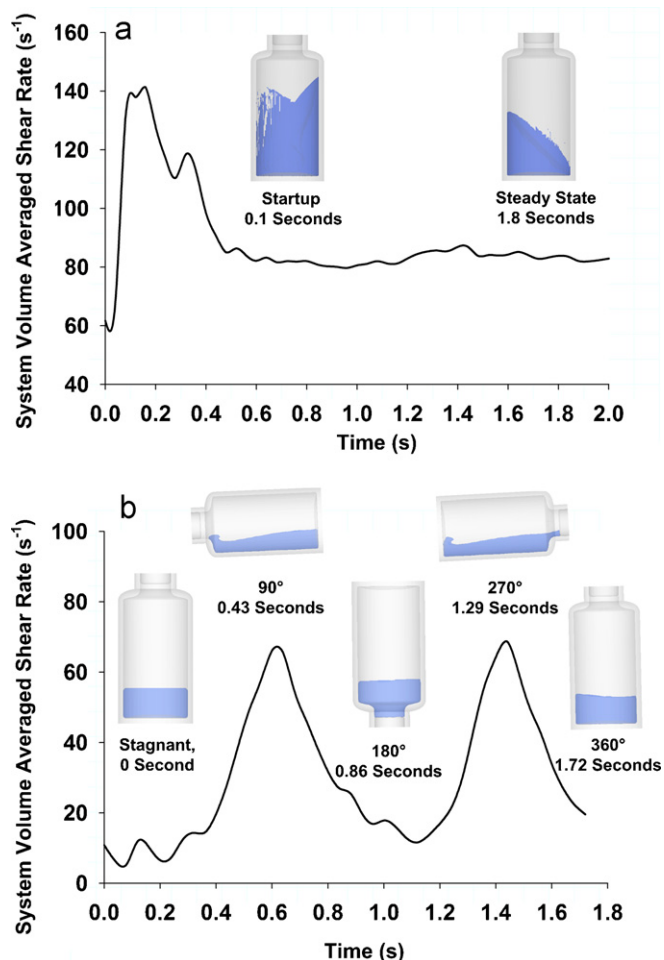 a
System Volume Averaged Shear Rate (s⁻¹)
160
140
120
100
80
60
40
Startup
0.1 Seconds
Steady State
1.8 Seconds
0.0 0.2 0.4 0.6 0.8 1.0 1.2 1.4 1.6 1.8 2.0
Time (s)
b
System Volume Averaged Shear Rate (s⁻¹)
100
80
60
40
20
0
90°
0.43 Seconds
270°
1.29 Seconds
Stagnant,
0 Second
180°
0.86 Seconds
360°
1.72 Seconds
0.0 0.2 0.4 0.6 0.8 1.0 1.2 1.4 1.6 1.8
Time (s)